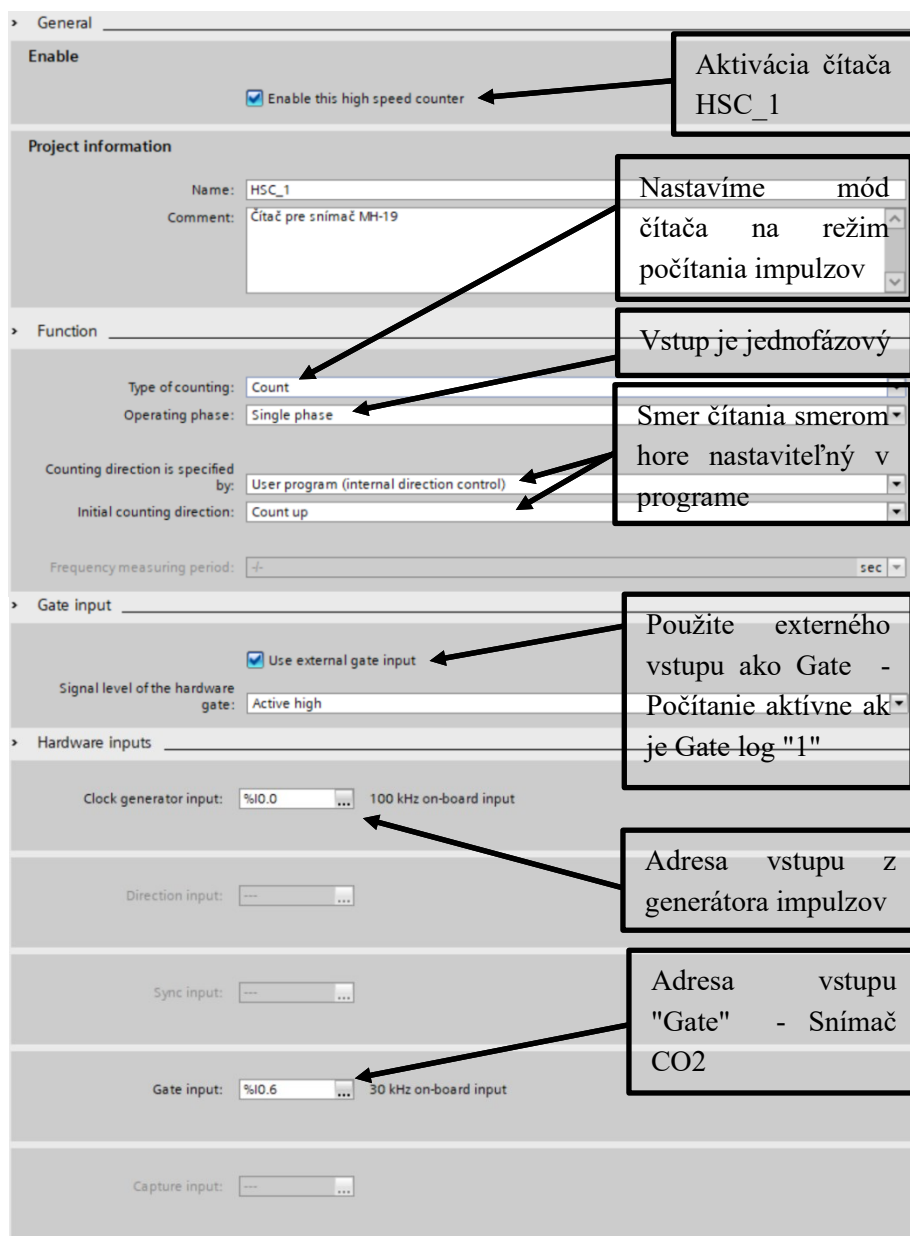 General
Enable
Aktivácia čítača
HSC_1
Enable this high speed counter
Project information
Name: HSC_1
Comment: Čítač pre snímač MH-19
Nastavíme mód
čítača na režim
počítania impulzov
Function
Vstup je jednofázový
Type of counting: Count
Operating phase: Single phase
Smer čítania smerom
hore nastaviteľný v
programe
Counting direction is specified
by: User program (internal direction control)
Initial counting direction: Count up
Frequency measuring period: -/- sec
Gate input
Použite externého
vstupu ako Gate -
Počítanie aktívne ak
je Gate log "1"
Use external gate input
Signal level of the hardware
gate: Active high
Hardware inputs
Clock generator input: %I0.0 ... 100 kHz on-board input
Adresa vstupu z
generátora impulzov
Direction input: --- ...
Adresa vstupu
"Gate" - Snímač
CO2
Sync input: --- ...
Gate input: %I0.6 ... 30 kHz on-board input
Capture input: --- ...